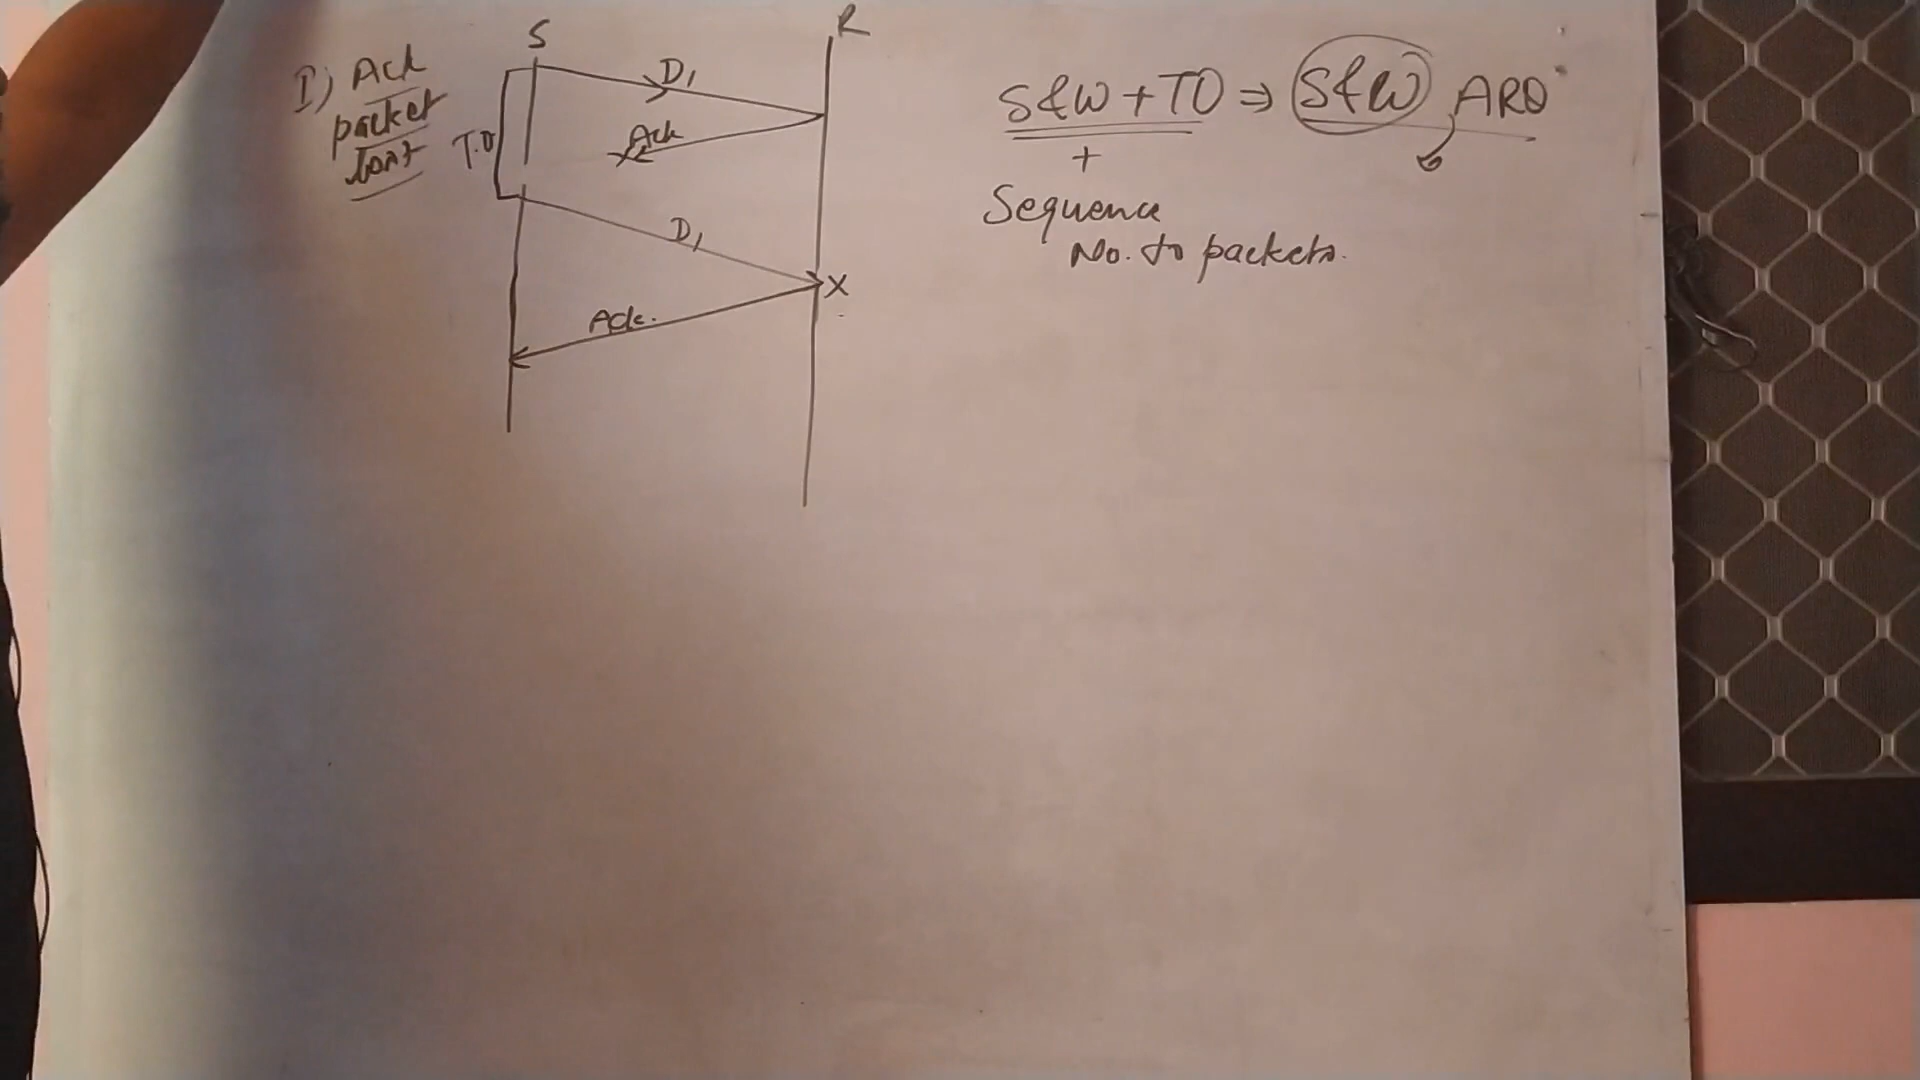 I) Ack
packet
lost
S
R
D1
Ack
T.O
D1
X
Ack.
S&W + TO ⇒ S&W ARQ
+
Sequence
No. to packets.